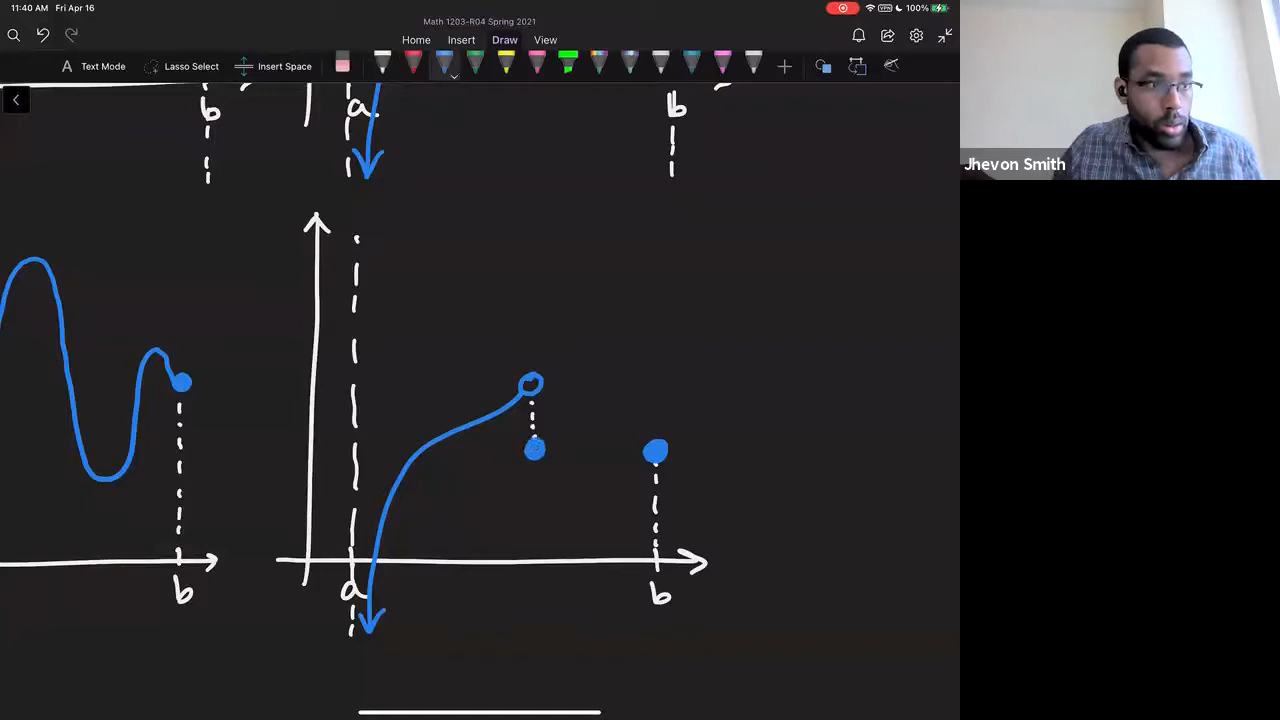 11:40 AM Fri Apr 16
100%
Math 1203-R04 Spring 2021
Home Insert Draw View
A Text Mode Lasso Select Insert Space
b a b
Jhevon Smith
b a b